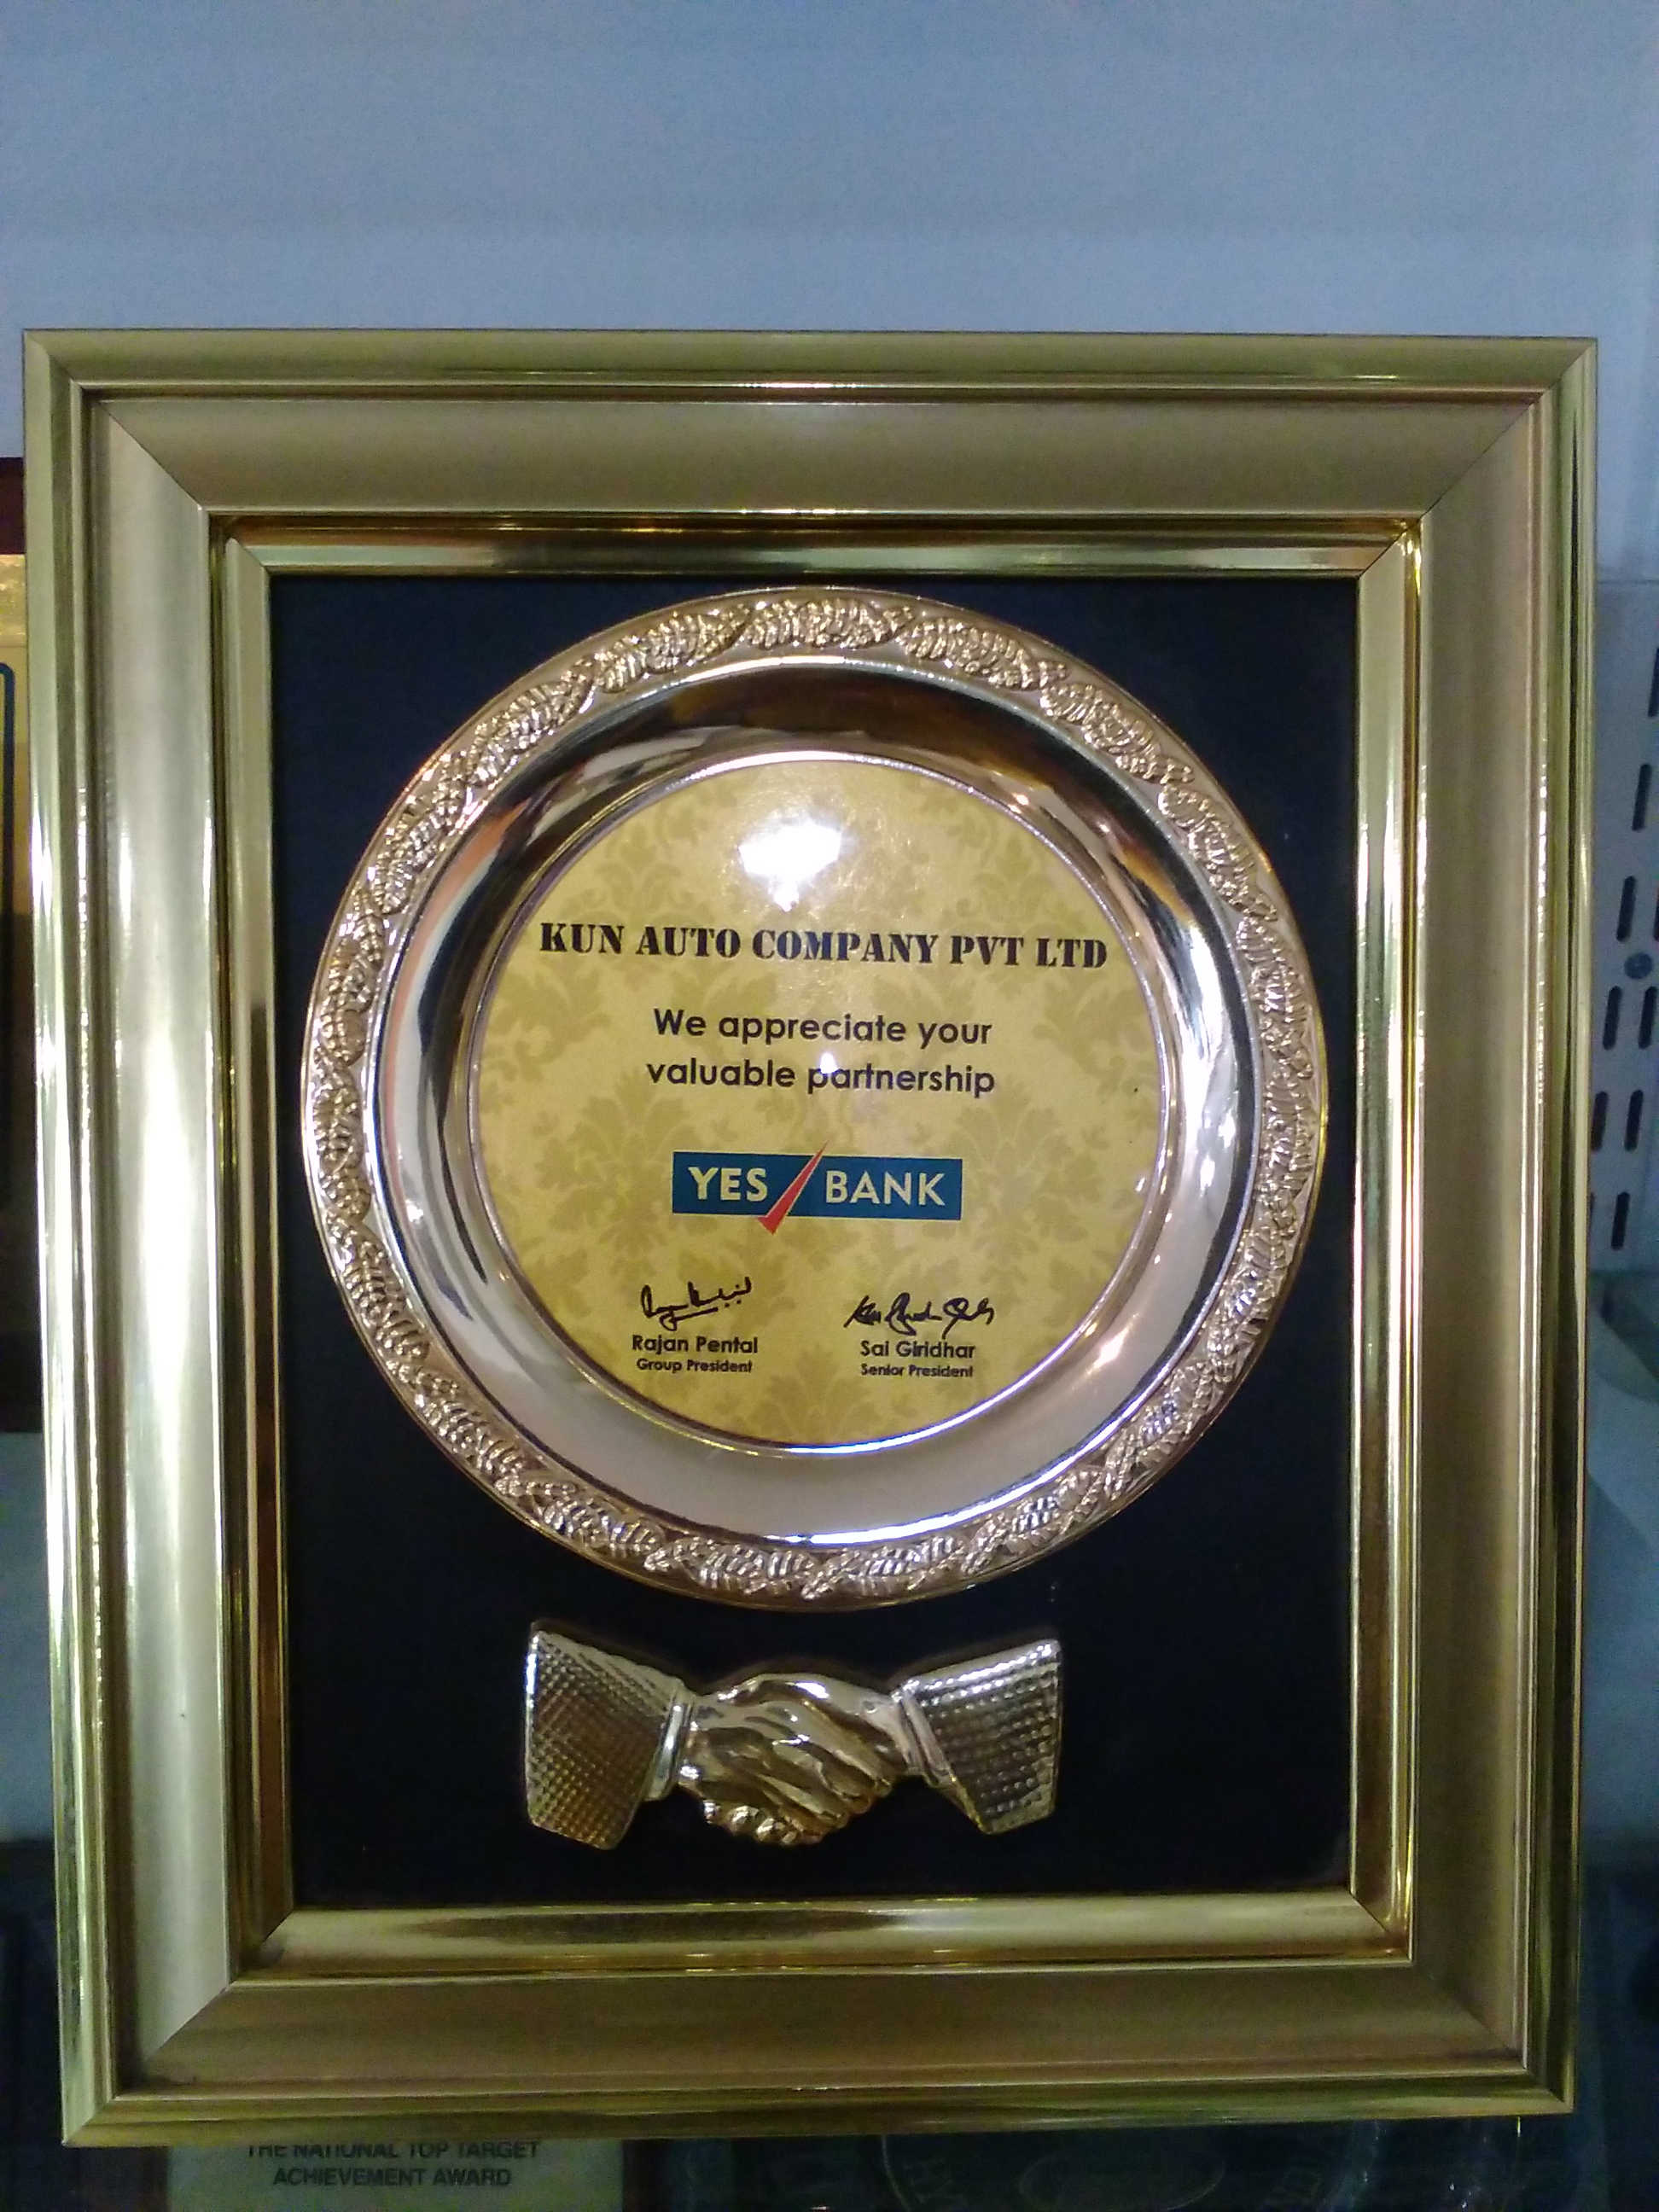 KUN AUTO COMPANY PVT LTD
We appreciate your
valuable partnership
YES BANK
Rajan Pental
Group President
Sai Giridhar
Senior President
THE NATIONAL TOP TARGET
ACHIEVEMENT AWARD